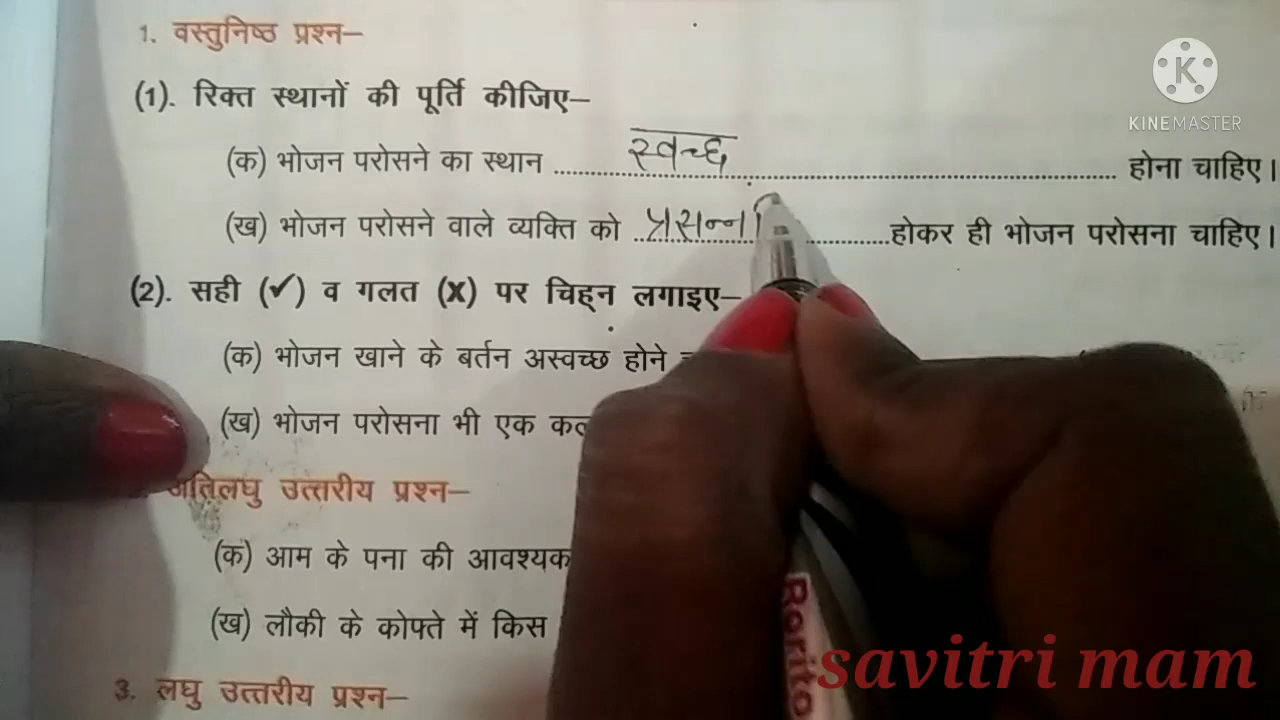 1. वस्तुनिष्ठ प्रश्न–
K
KINEMASTER
(1). रिक्त स्थानों की पूर्ति कीजिए–
(क) भोजन परोसने का स्थान .......... स्वच्छ .......... होना चाहिए।
(ख) भोजन परोसने वाले व्यक्ति को .......... प्रसन्न .......... होकर ही भोजन परोसना चाहिए।
(2). सही (✓) व गलत (X) पर चिह्न लगाइए–
(क) भोजन खाने के बर्तन अस्वच्छ होने
(ख) भोजन परोसना भी एक
अतिलघु उत्तरीय प्रश्न–
(क) आम के पना की
(ख) लौकी के कोफ्ते में किस
3. लघु उत्तरीय प्रश्न–
Rorito
savitri mam